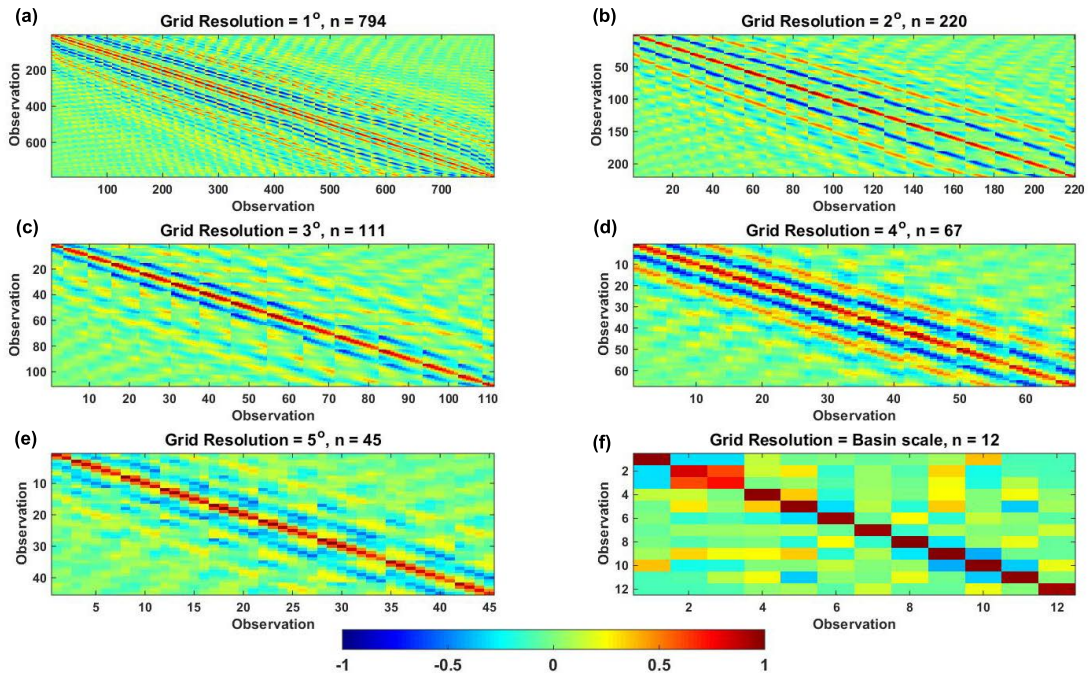 (a) Grid Resolution = 1°, n = 794
Observation
200
400
600
100 200 300 400 500 600 700
Observation
(b) Grid Resolution = 2°, n = 220
Observation
50
100
150
200
20 40 60 80 100 120 140 160 180 200 220
Observation
(c) Grid Resolution = 3°, n = 111
Observation
20
40
60
80
100
10 20 30 40 50 60 70 80 90 100 110
Observation
(d) Grid Resolution = 4°, n = 67
Observation
10
20
30
40
50
60
10 20 30 40 50 60
Observation
(e) Grid Resolution = 5°, n = 45
Observation
10
20
30
40
5 10 15 20 25 30 35 40 45
Observation
(f) Grid Resolution = Basin scale, n = 12
Observation
2
4
6
8
10
12
2 4 6 8 10 12
Observation
-1 -0.5 0 0.5 1